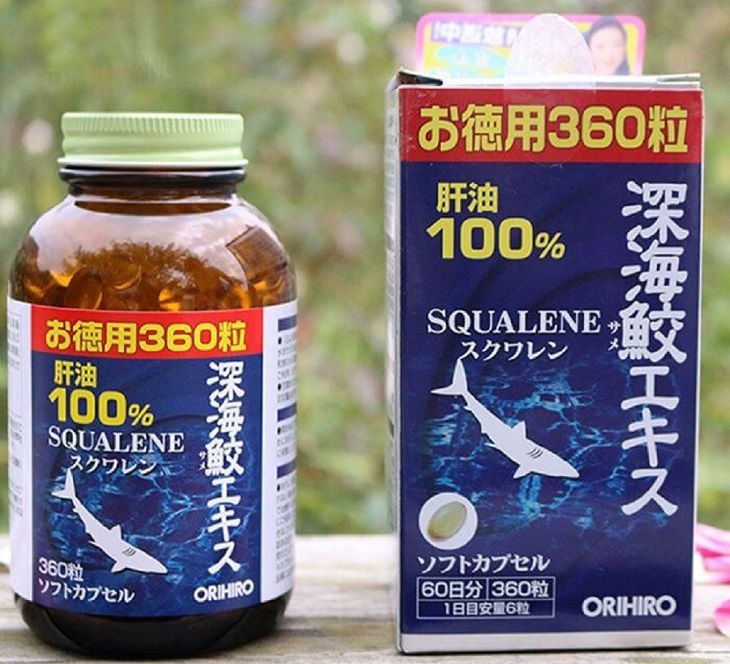 お徳用360粒
肝油
100%
SQUALENE
スクワレン
深海鮫エキス
サメ
360粒
ソフトカプセル
ORIHIRO
お徳用360粒
肝油
100%
SQUALENE
スクワレン
深海鮫エキス
サメ
ソフトカプセル
60日分 360粒
1日目安量6粒
ORIHIRO